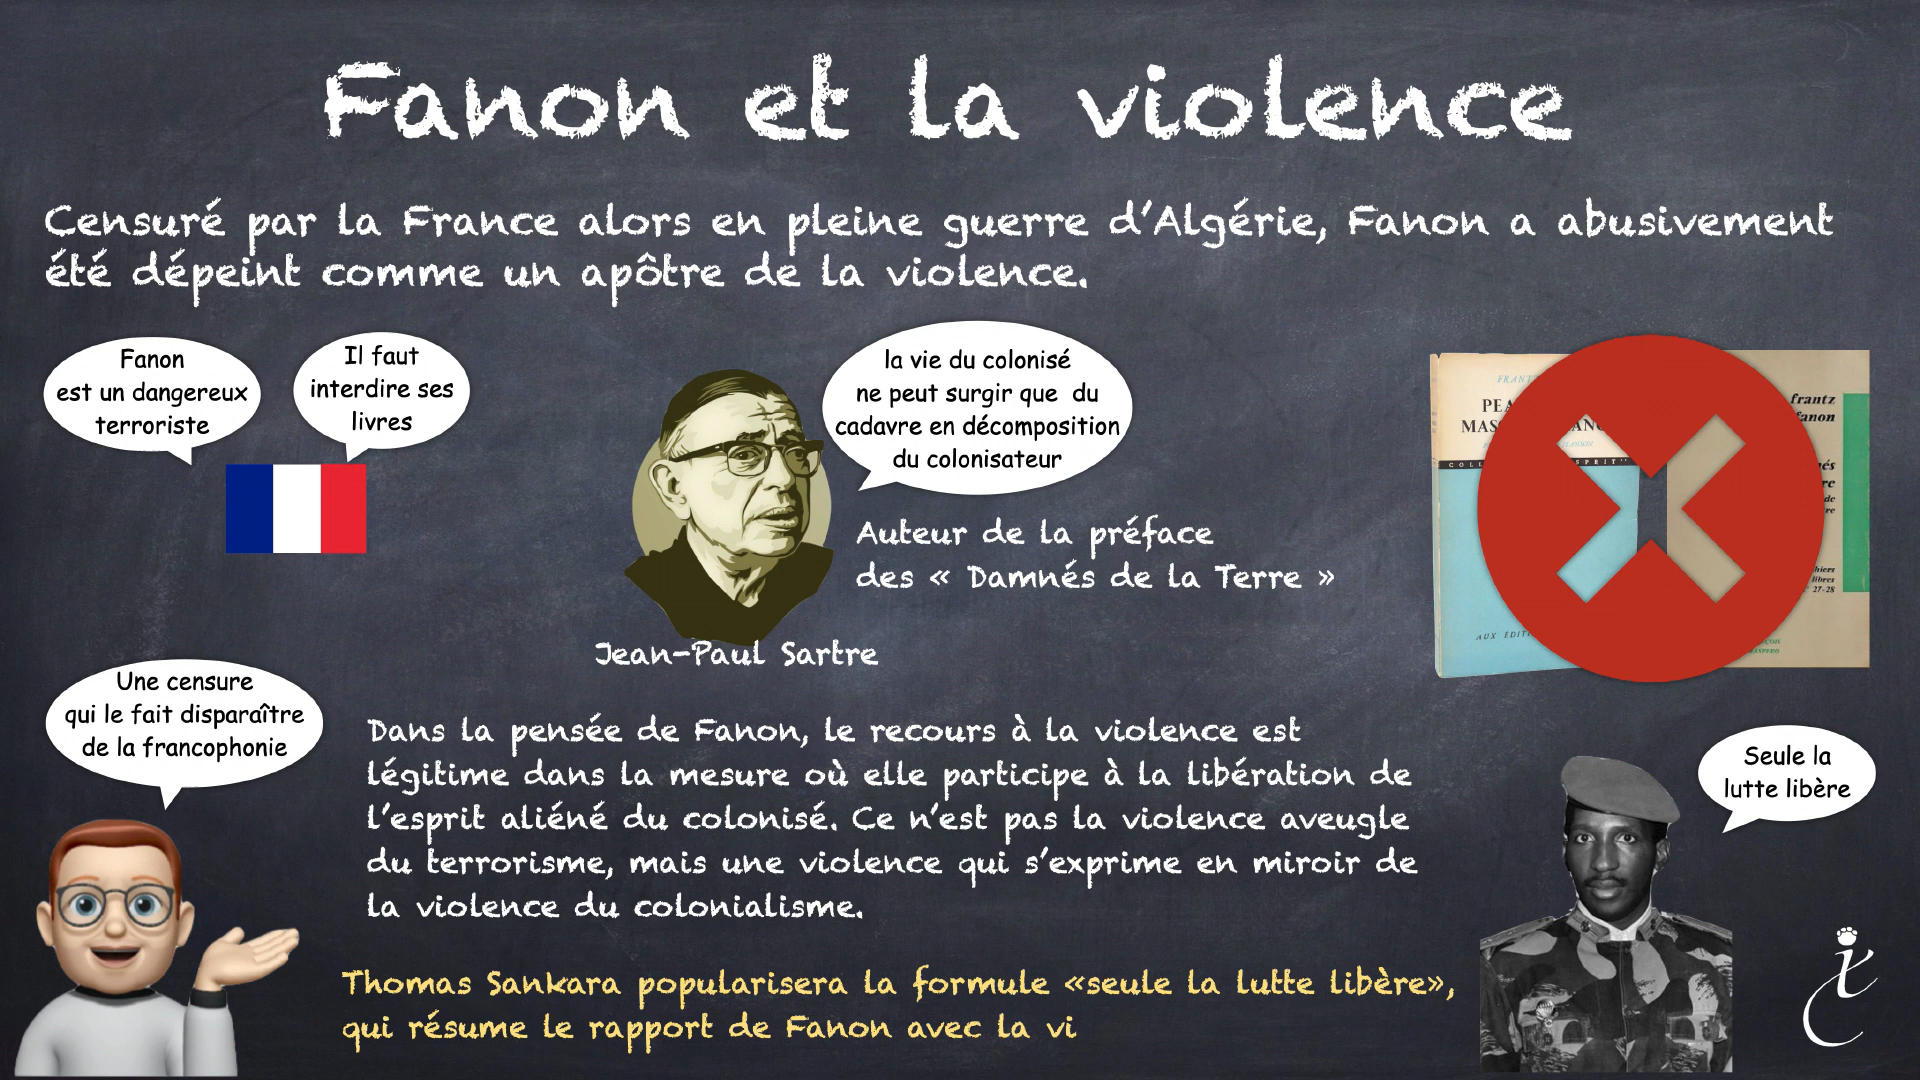 Fanon et la violence
Censuré par la France alors en pleine guerre d'Algérie, Fanon a abusivement
été dépeint comme un apôtre de la violence.
Fanon
est un dangereux
terroriste
Il faut
interdire ses
livres
la vie du colonisé
ne peut surgir que du
cadavre en décomposition
du colonisateur
Auteur de la préface
des « Damnés de la Terre »
Jean-Paul Sartre
frantz
fanon
27-28
AUX
Une censure
qui le fait disparaître
de la francophonie
Dans la pensée de Fanon, le recours à la violence est
légitime dans la mesure où elle participe à la libération de
l'esprit aliéné du colonisé. Ce n'est pas la violence aveugle
du terrorisme, mais une violence qui s'exprime en miroir de
la violence du colonialisme.
Seule la
lutte libère
Thomas Sankara popularisera la formule «seule la lutte libère»,
qui résume le rapport de Fanon avec la vi